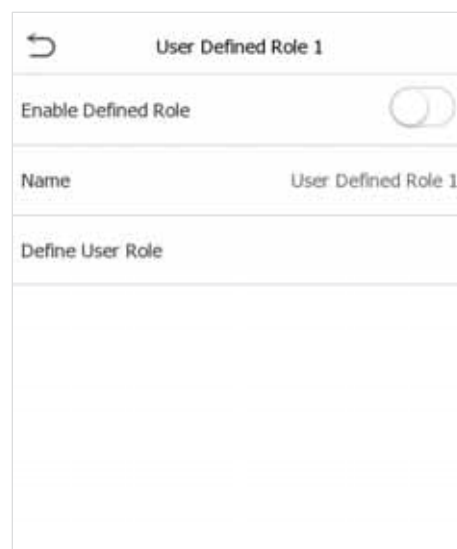 User Defined Role 1
Enable Defined Role
Name User Defined Role 1
Define User Role